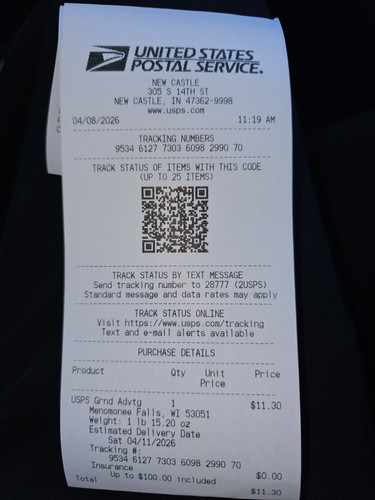 UNITED STATES
POSTAL SERVICE.
NEW CASTLE
305 S 14TH ST
NEW CASTLE, IN 47362-9998
www.usps.com
04/08/2026 11:19 AM
TRACKING NUMBERS
9534 6127 7303 6098 2990 70
TRACK STATUS OF ITEMS WITH THIS CODE
(UP TO 25 ITEMS)
TRACK STATUS BY TEXT MESSAGE
Send tracking number to 28777 (2USPS)
Standard message and data rates may apply
TRACK STATUS ONLINE
Visit https://www.usps.com/tracking
Text and e-mail alerts available
PURCHASE DETAILS
Product Qty Unit Price
Price
USPS Grnd Advtg 1 $11.30
Menomonee Falls, WI 53051
Weight: 1 lb 15.20 oz
Estimated Delivery Date
Sat 04/11/2026
Tracking #:
9534 6127 7303 6098 2990 70
Insurance $0.00
Up to $100.00 included
Total $11.30